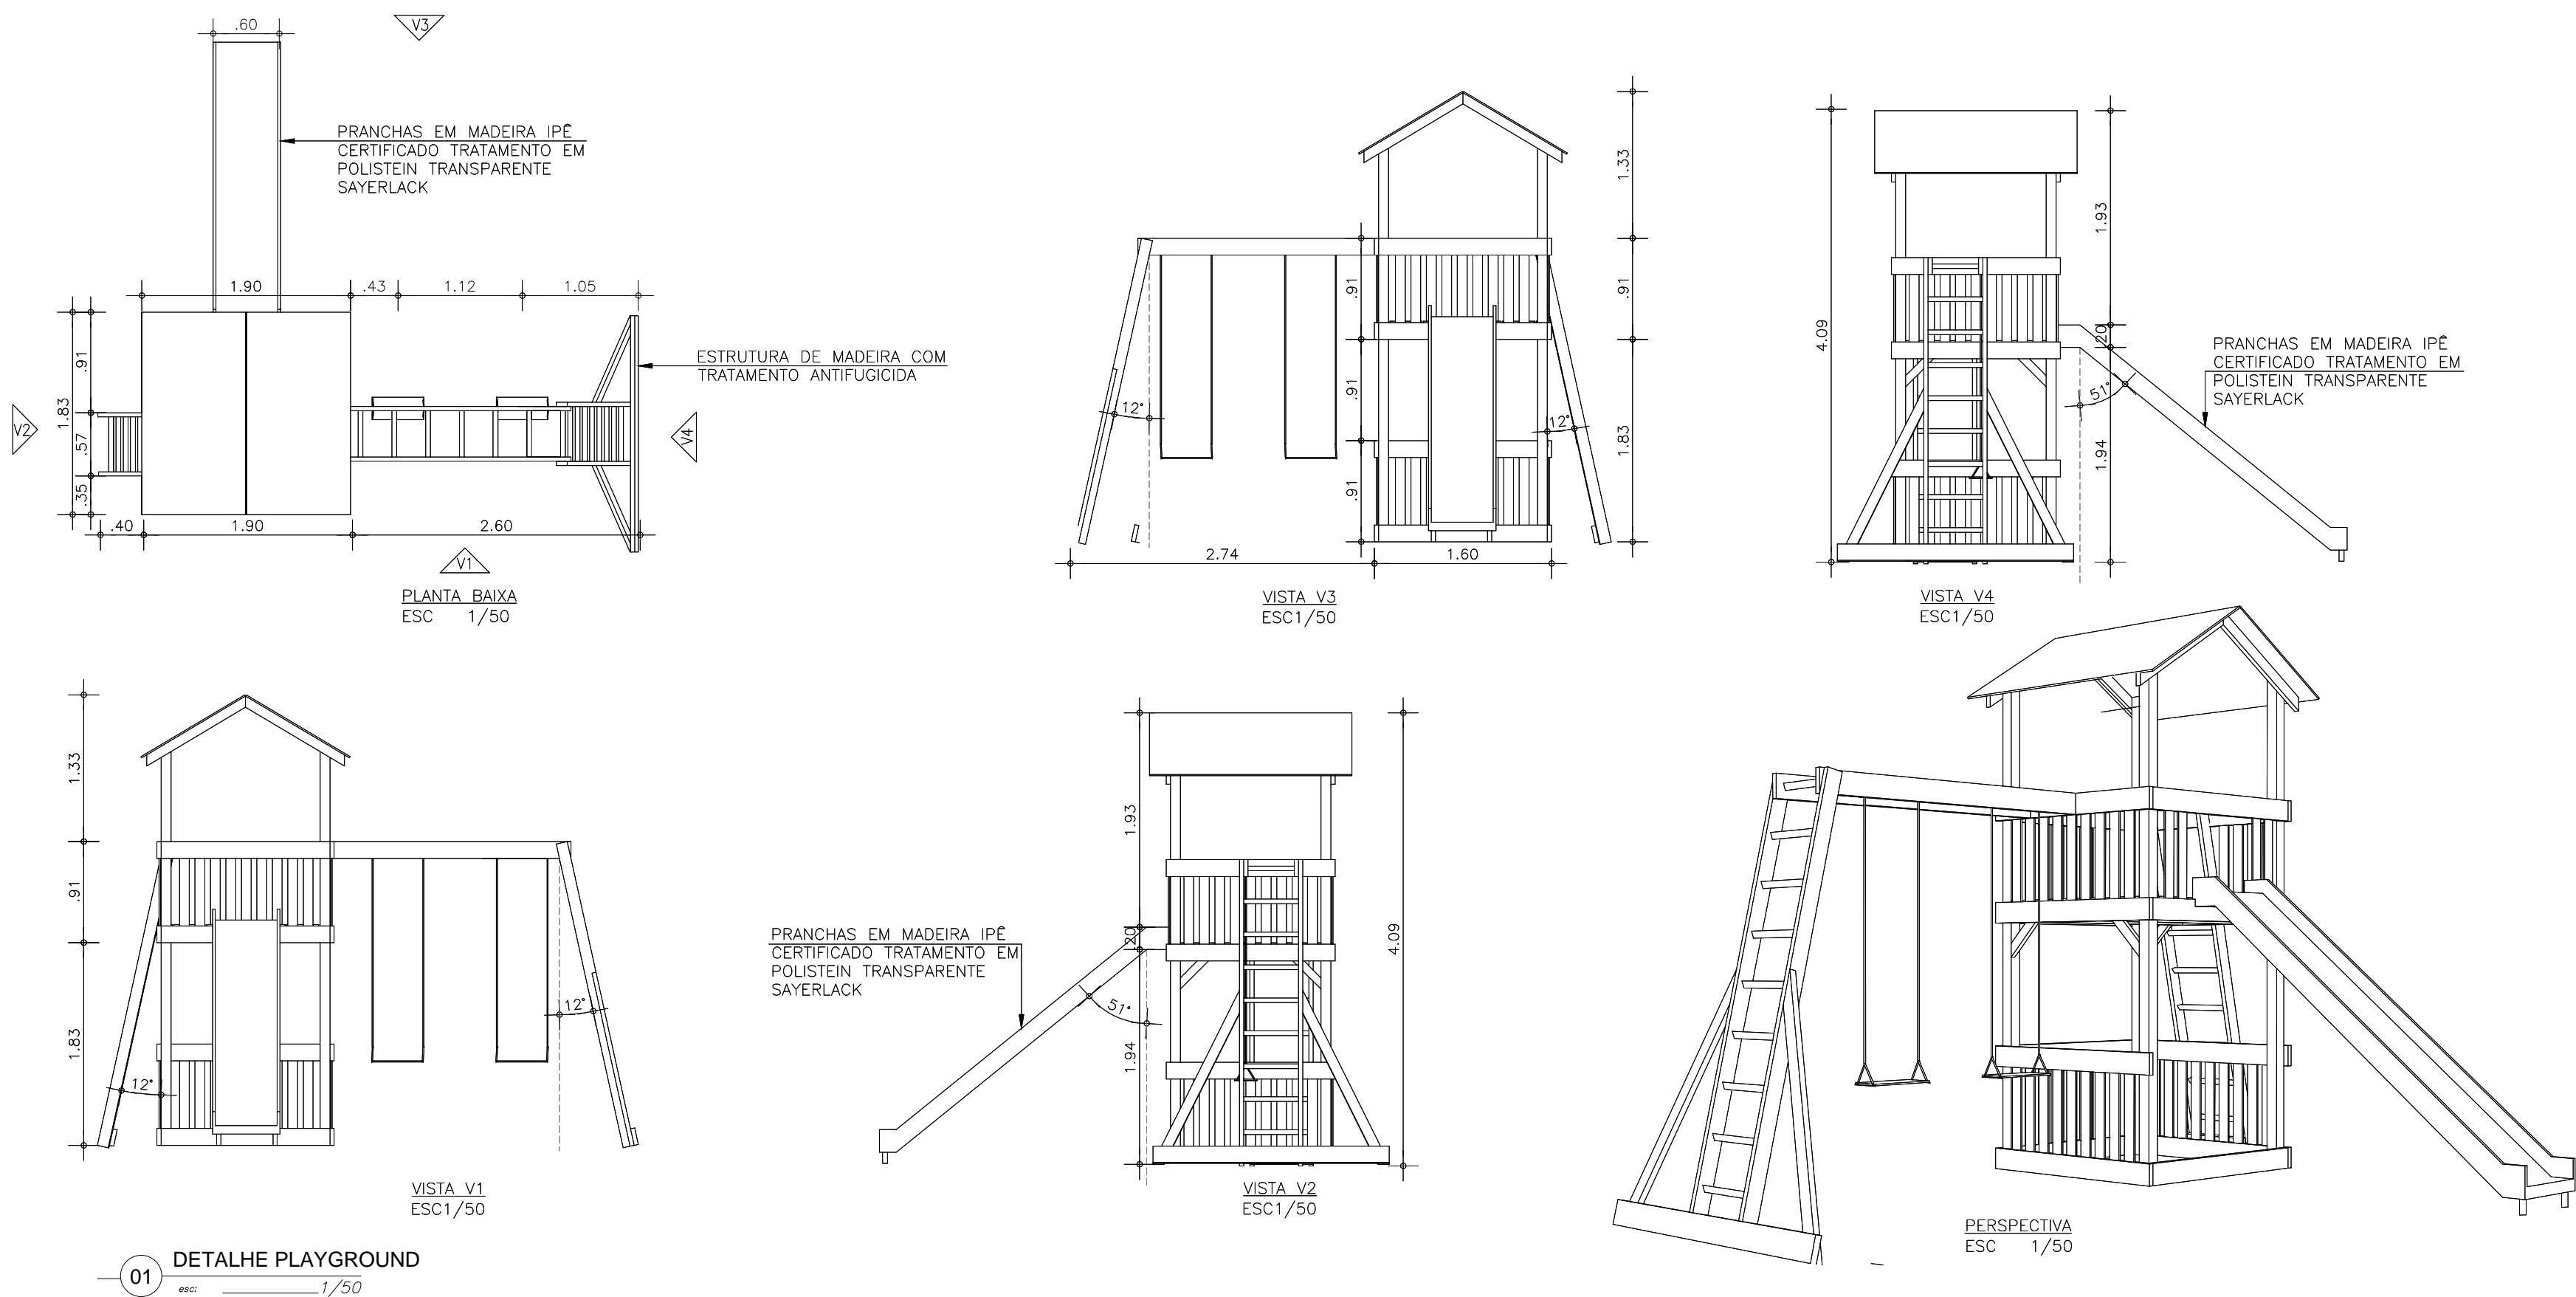 .60
V3
PRANCHAS EM MADEIRA IPÊ
CERTIFICADO TRATAMENTO EM
POLISTEIN TRANSPARENTE
SAYERLACK
1.90
.43
1.12
1.05
.91
1.83
.57
.35
V2
V4
ESTRUTURA DE MADEIRA COM
TRATAMENTO ANTIFUGICIDA
.40
1.90
2.60
V1
PLANTA BAIXA
ESC 1/50
1.33
.91
1.83
.91
.91
.91
12°
12°
2.74
1.60
VISTA V3
ESC1/50
4.09
1.93
20
1.94
51°
PRANCHAS EM MADEIRA IPÊ
CERTIFICADO TRATAMENTO EM
POLISTEIN TRANSPARENTE
SAYERLACK
VISTA V4
ESC1/50
1.33
.91
1.83
12°
12°
VISTA V1
ESC1/50
PRANCHAS EM MADEIRA IPÊ
CERTIFICADO TRATAMENTO EM
POLISTEIN TRANSPARENTE
SAYERLACK
1.93
20
1.94
51°
4.09
VISTA V2
ESC1/50
PERSPECTIVA
ESC 1/50
01
DETALHE PLAYGROUND
esc: 1/50